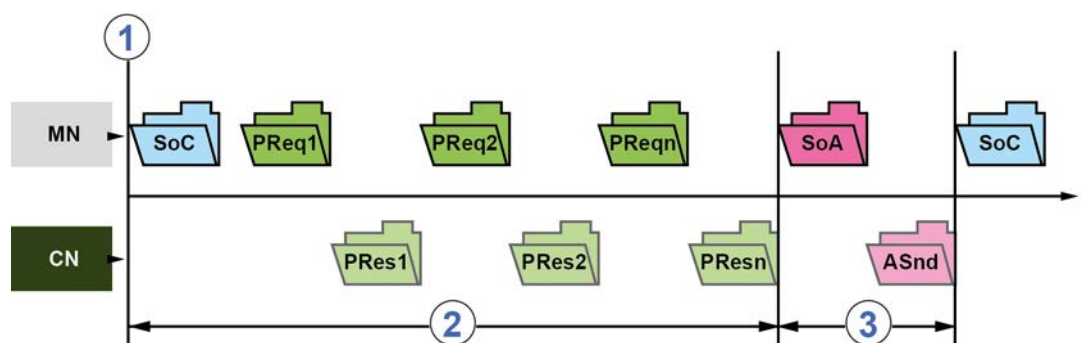 1
MN
SoC
PReq1
PReq2
PReqn
SoA
SoC
CN
PRes1
PRes2
PResn
ASnd
2
3